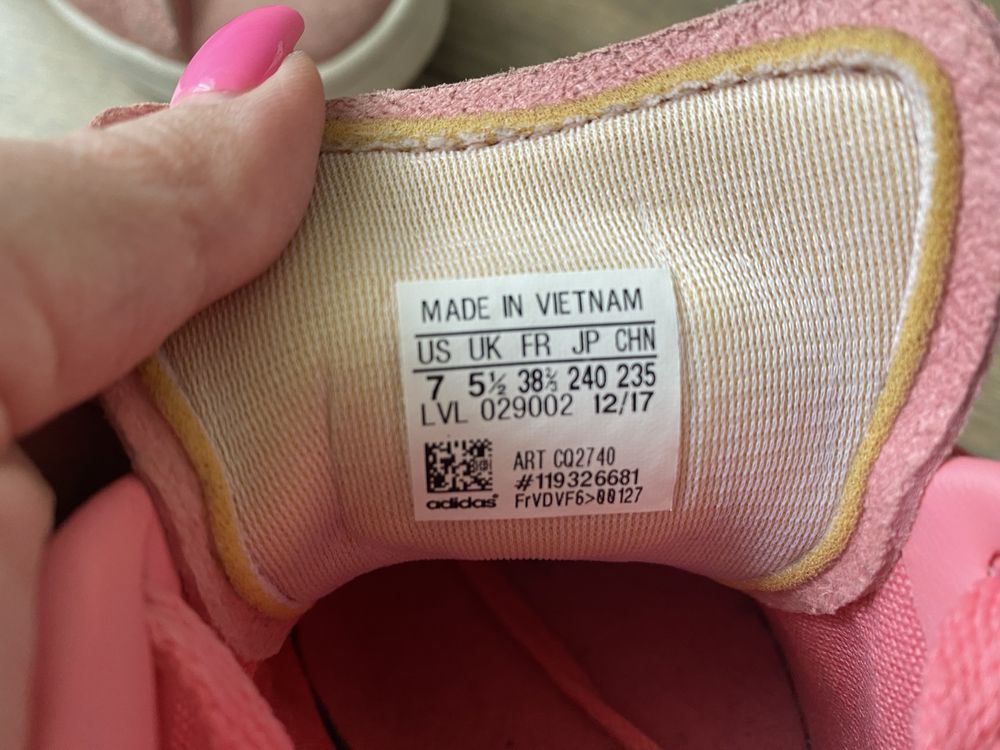 MADE IN VIETNAM
US UK FR JP CHN
7 5½ 38⅔ 240 235
LVL 029002 12/17
ART CQ2740
#119326681
adidas FrVDVF6>00127